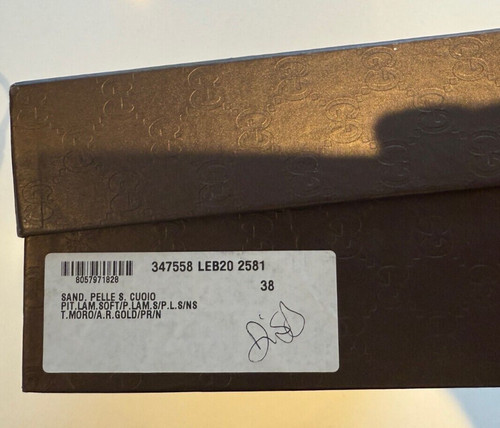 347558 LEB20 2581
8057971828
38
SAND. PELLE S. CUOIO
PIT.LAM.SOFT/P.LAM.S/P.L.S/NS
T.MORO/A.R.GOLD/PR/N